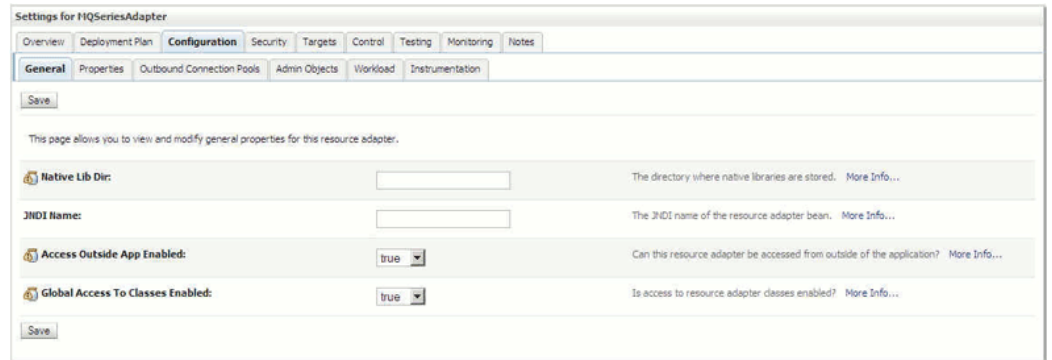 Settings for MQSeriesAdapter
Overview Deployment Plan Configuration Security Targets Control Testing Monitoring Notes
General Properties Outbound Connection Pools Admin Objects Workload Instrumentation
Save
This page allows you to view and modify general properties for this resource adapter.
Native Lib Dir: The directory where native libraries are stored. More Info...
JNDI Name: The JNDI name of the resource adapter bean. More Info...
Access Outside App Enabled: true Can this resource adapter be accessed from outside of the application? More Info...
Global Access To Classes Enabled: true Is access to resource adapter classes enabled? More Info...
Save